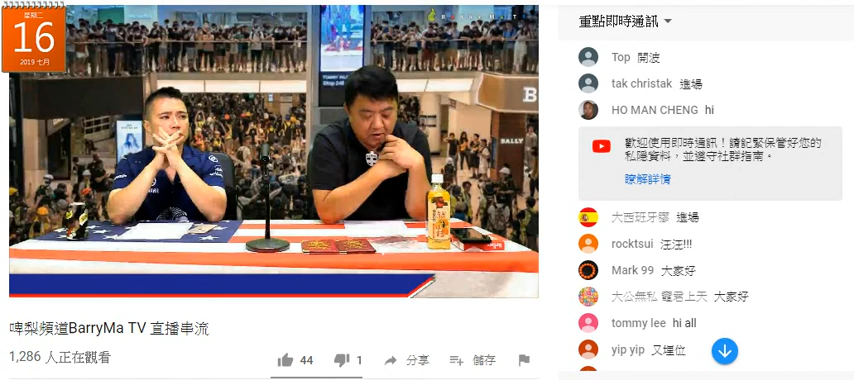 星期二
16
2019 七月
BALLY
啤梨頻道BarryMa TV 直播串流
1,286 人正在觀看
44
1
分享
儲存
重點即時通訊
Top 開波
tak christak 進場
HO MAN CHENG hi
歡迎使用即時通訊！請記緊保管好您的
私隱資料，並遵守社群指南。
瞭解詳情
大西班牙廖 進場
rocktsui 汪汪!!!
Mark 99 大家好
大公無私 竈君上天 大家好
tommy lee hi all
yip yip 又埋位